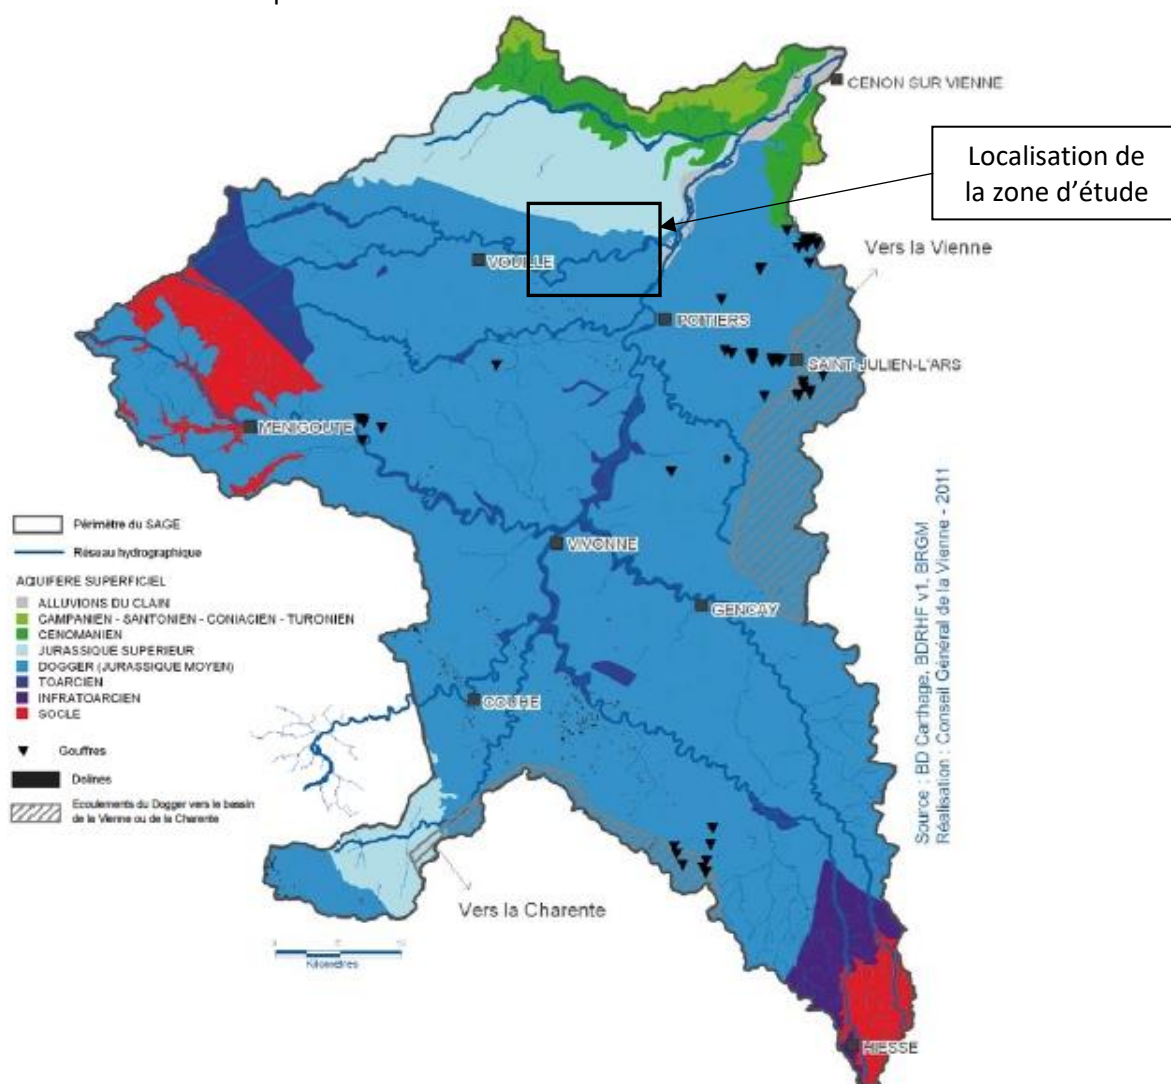 CENON SUR VIENNE
Localisation de
la zone d'étude
Vers la Vienne
VOUILLE
POITIERS
SAINT-JULIEN-L'ARS
MENIGOUTE
Périmètre du SAGE
Réseau hydrographique
VIVONNE
AQUIFERE SUPERFICIEL
ALLUVIONS DU CLAIN
CAMPANIEN - SANTONIEN - CONIACIEN - TURONIEN
CENOMANIEN
JURASSIQUE SUPERIEUR
DOGGER (JURASSIQUE MOYEN)
TOARCIEN
INFRATOARCIEN
SOCLE
GENCAY
COUHE
Gouffres
Dolines
Ecoulements du Dogger vers le bassin
de la Vienne ou de la Charente
Source : BD Carthage, BDRHF v1, BRGM
Réalisation : Conseil Général de la Vienne - 2011
Vers la Charente
Kilomètres
HIESSE